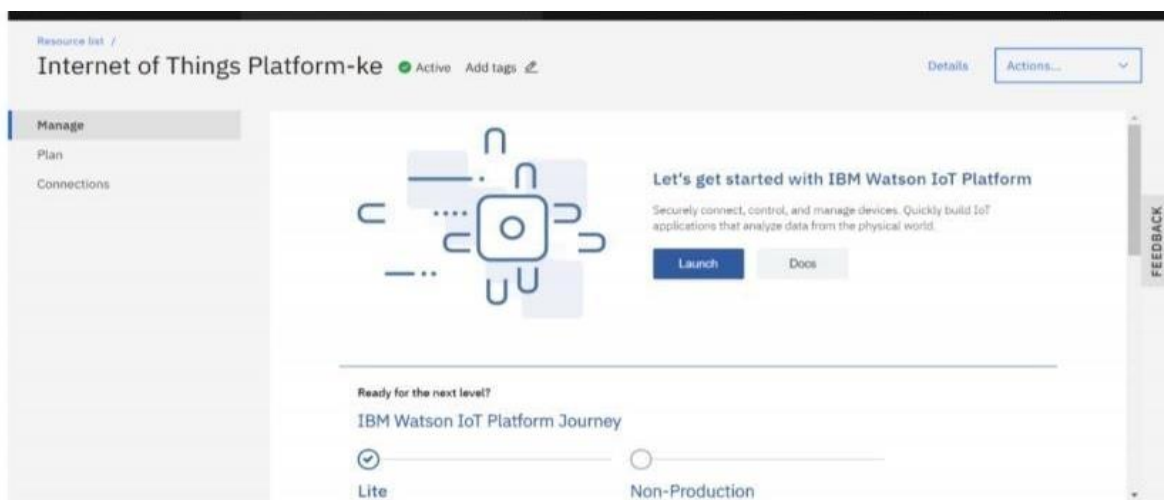 Resource list /
Internet of Things Platform-ke Active Add tags
Details
Actions...
Manage
Plan
Connections
Let's get started with IBM Watson IoT Platform
Securely connect, control, and manage devices. Quickly build IoT
applications that analyze data from the physical world.
Launch
Docs
FEEDBACK
Ready for the next level?
IBM Watson IoT Platform Journey
Lite
Non-Production